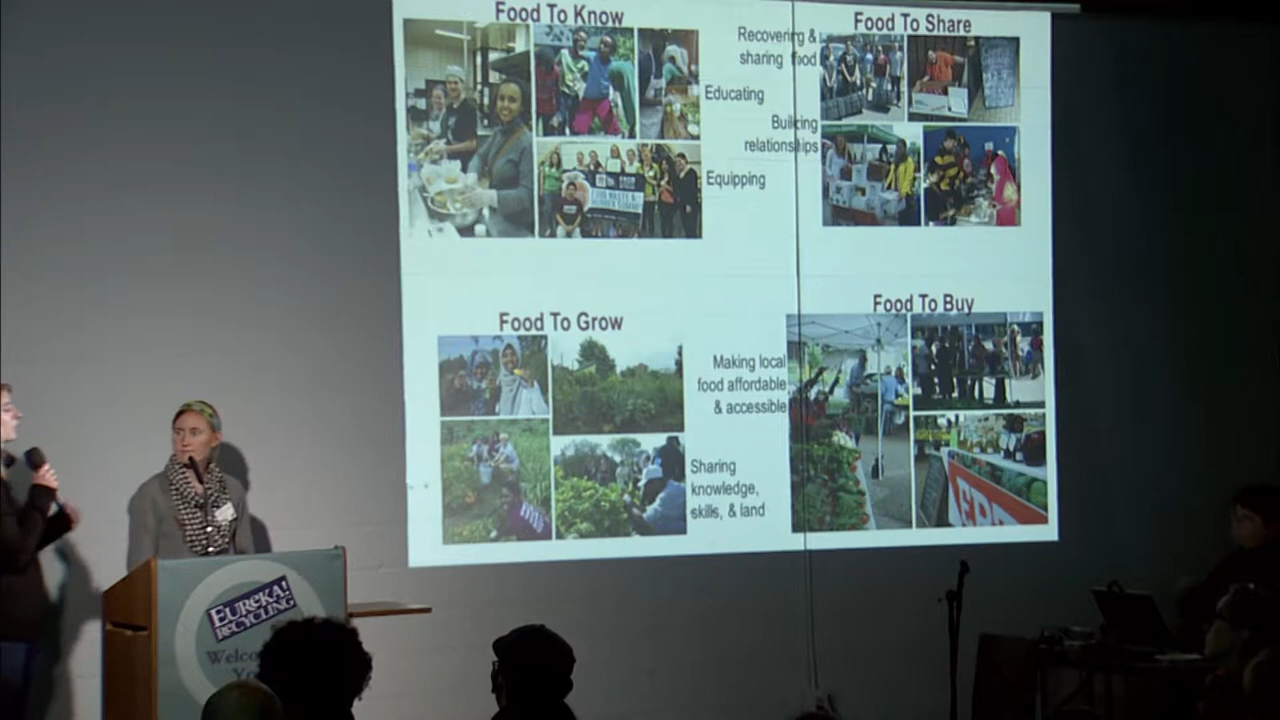 Food To Know
Food To Share
Recovering &
sharing food
Educating
Building
relationships
Equipping
Food To Grow
Food To Buy
Making local
food affordable
& accessible
Sharing
knowledge,
skills, & land
EUREKA!
RECYCLING